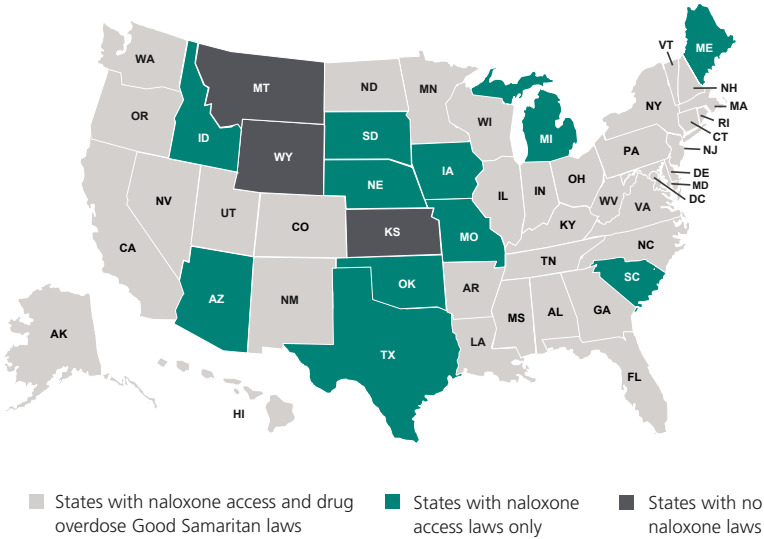 WA
MT
ND
MN
VT
ME
OR
ID
SD
WI
MI
NY
NH
MA
RI
CT
WY
NE
IA
PA
NJ
NV
UT
CO
KS
MO
IL
IN
OH
WV
VA
DE
MD
DC
CA
KY
NC
TN
AZ
NM
OK
AR
SC
MS
AL
GA
TX
LA
FL
AK
HI
States with naloxone access and drug
overdose Good Samaritan laws
States with naloxone
access laws only
States with no
naloxone laws